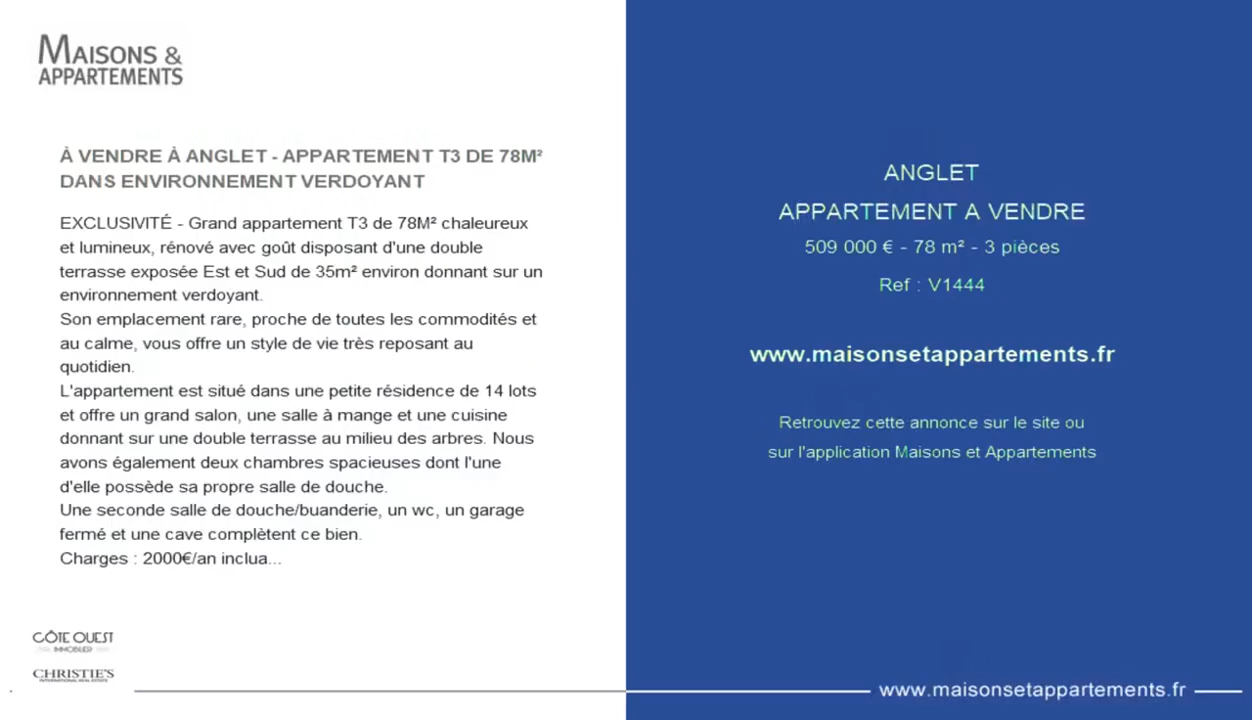 MAISONS &
APPARTEMENTS
À VENDRE À ANGLET - APPARTEMENT T3 DE 78M²
DANS ENVIRONNEMENT VERDOYANT
EXCLUSIVITÉ - Grand appartement T3 de 78M² chaleureux
et lumineux, rénové avec goût disposant d'une double
terrasse exposée Est et Sud de 35m² environ donnant sur un
environnement verdoyant.
Son emplacement rare, proche de toutes les commodités et
au calme, vous offre un style de vie très reposant au
quotidien.
L'appartement est situé dans une petite résidence de 14 lots
et offre un grand salon, une salle à mange et une cuisine
donnant sur une double terrasse au milieu des arbres. Nous
avons également deux chambres spacieuses dont l'une
d'elle possède sa propre salle de douche.
Une seconde salle de douche/buanderie, un wc, un garage
fermé et une cave complètent ce bien.
Charges : 2000€/an inclua...
CÔTE OUEST
IMMOBILIER
CHRISTIE'S
INTERNATIONAL REAL ESTATE
ANGLET
APPARTEMENT A VENDRE
509 000 € - 78 m² - 3 pièces
Ref : V1444
www.maisonsetappartements.fr
Retrouvez cette annonce sur le site ou
sur l'application Maisons et Appartements
www.maisonsetappartements.fr